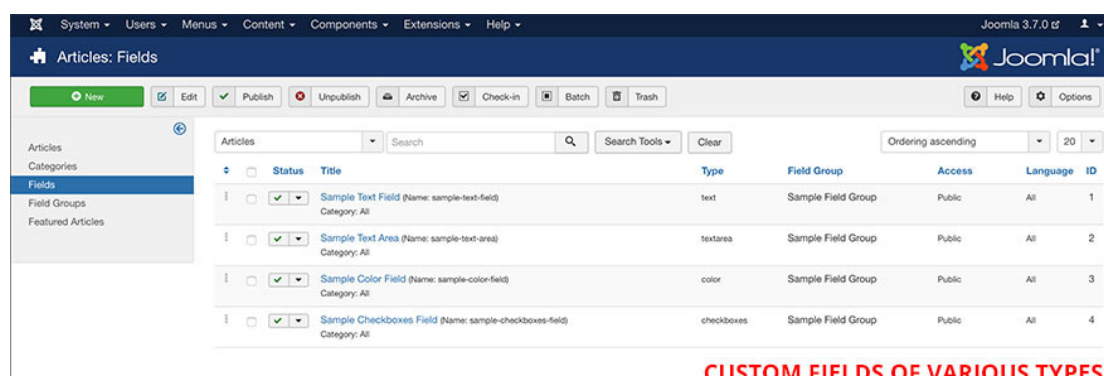 System Users Menus Content Components Extensions Help Joomla 3.7.0
Articles: Fields Joomla!®
New Edit Publish Unpublish Archive Check-in Batch Trash Help Options
Articles Search Search Tools Clear Ordering ascending 20
Articles
Categories
Fields
Field Groups
Featured Articles
Status Title Type Field Group Access Language ID
Sample Text Field (Name: sample-text-field) text Sample Field Group Public All 1
Category: All
Sample Text Area (Name: sample-text-area) textarea Sample Field Group Public All 2
Category: All
Sample Color Field (Name: sample-color-field) color Sample Field Group Public All 3
Category: All
Sample Checkboxes Field (Name: sample-checkboxes-field) checkboxes Sample Field Group Public All 4
Category: All
CUSTOM FIELDS OF VARIOUS TYPES